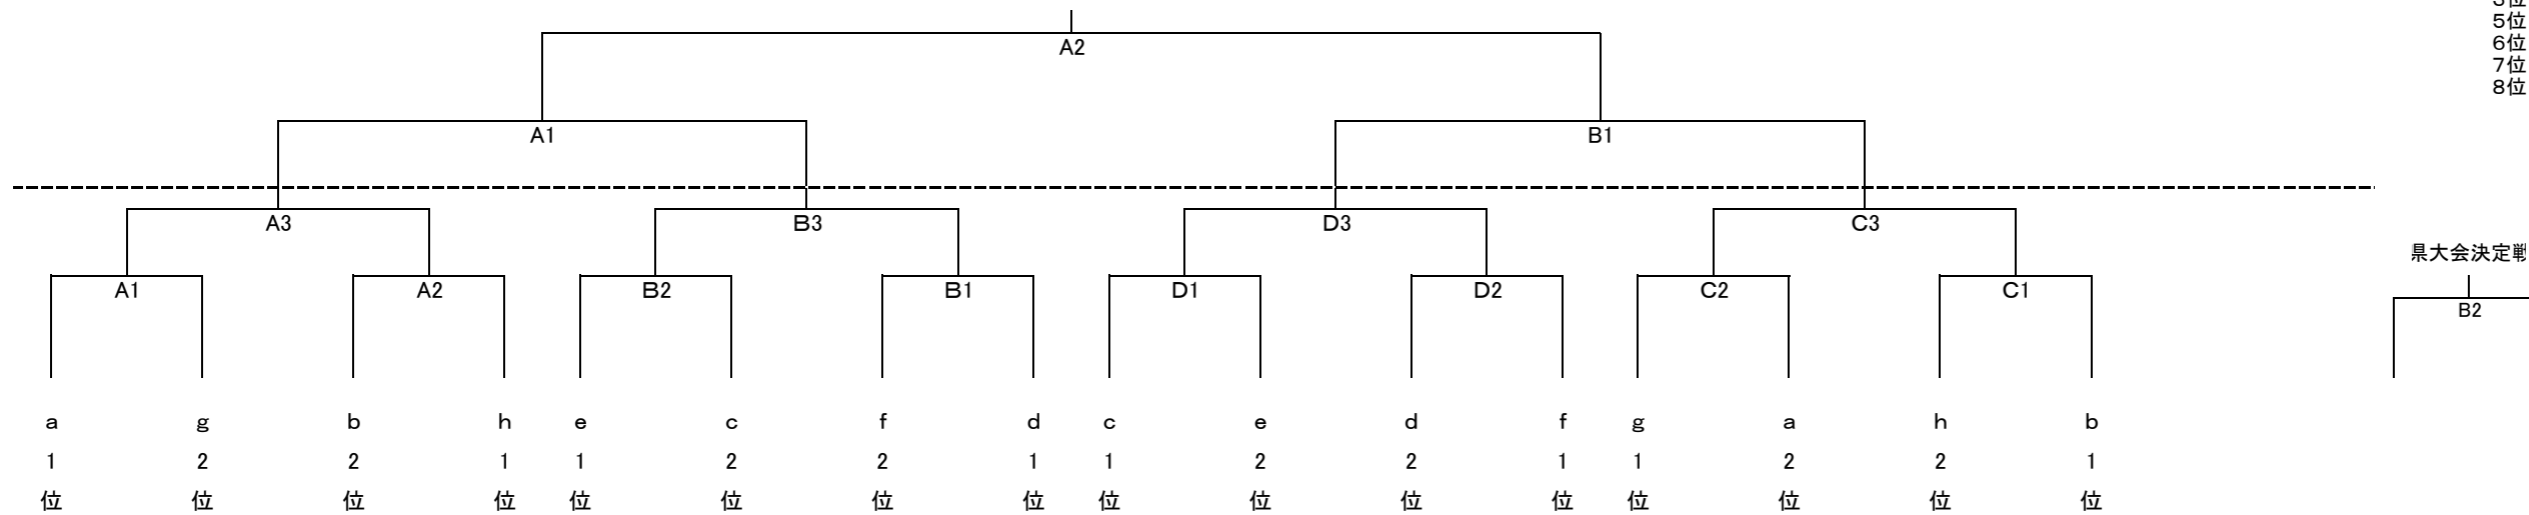 5位
6位
7位
8位
A2
A1 B1
A3 B3 D3 C3
県大会決定戦
A1 A2 B2 B1 D1 D2 C2 C1
B2
a g b h e c f d c e d f g a h b
1 2 2 1 1 2 2 1 1 2 2 1 1 2 2 1
位 位 位 位 位 位 位 位 位 位 位 位 位 位 位 位